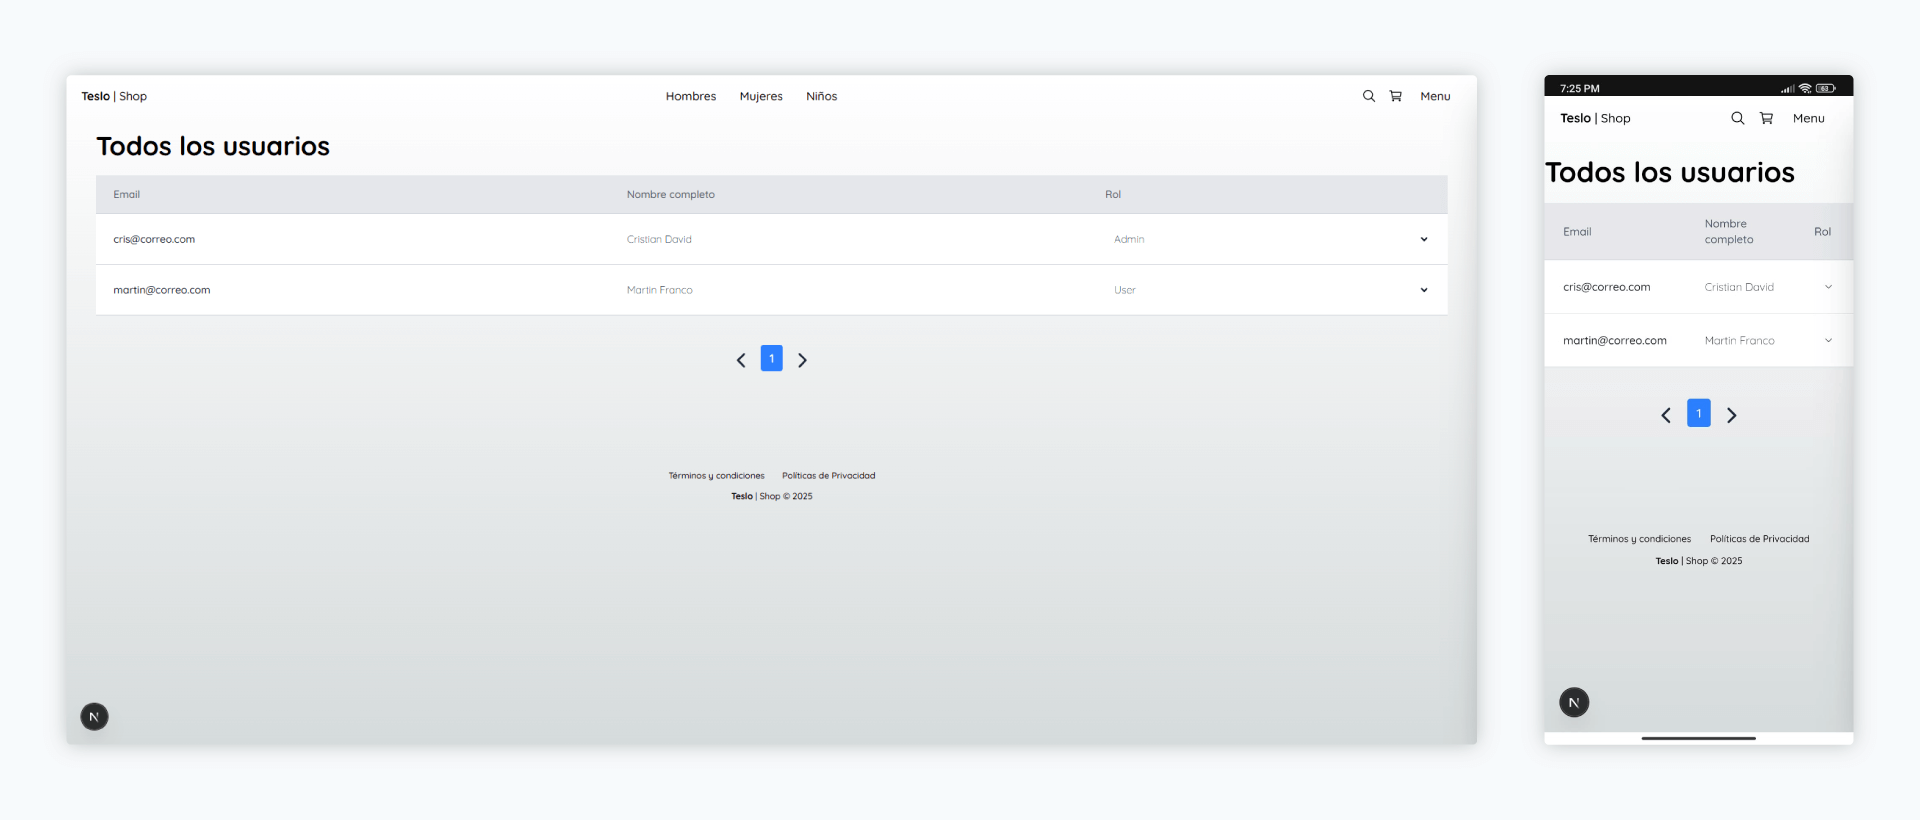 Teslo | Shop
Hombres Mujeres Niños
Menu
Todos los usuarios
Email Nombre completo Rol
cris@correo.com Cristian David Admin
martin@correo.com Martin Franco User
1
Términos y condiciones Políticas de Privacidad
Teslo | Shop © 2025
N
7:25 PM 63
Teslo | Shop Menu
Todos los usuarios
Email Nombre completo Rol
cris@correo.com Cristian David
martin@correo.com Martin Franco
1
Términos y condiciones Políticas de Privacidad
Teslo | Shop © 2025
N